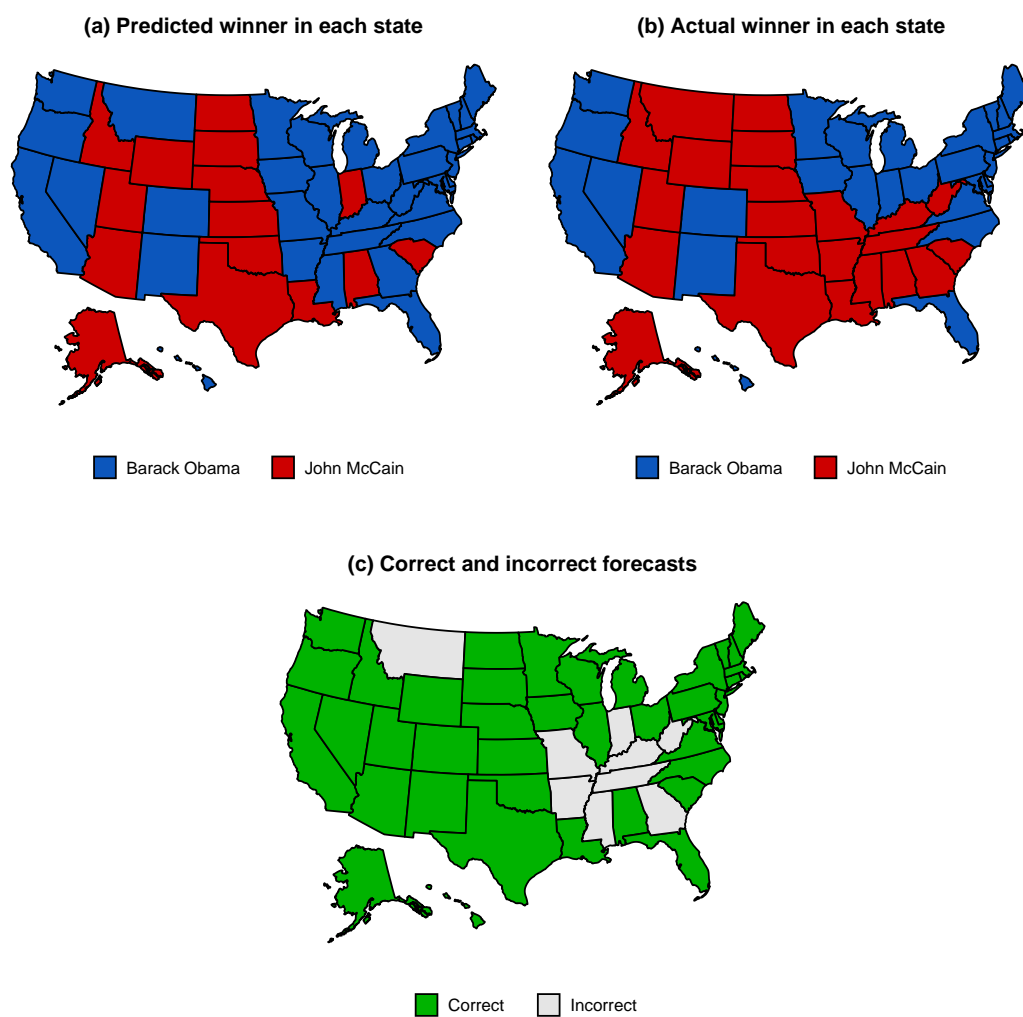 (a) Predicted winner in each state
(b) Actual winner in each state
Barack Obama
John McCain
Barack Obama
John McCain
(c) Correct and incorrect forecasts
Correct
Incorrect